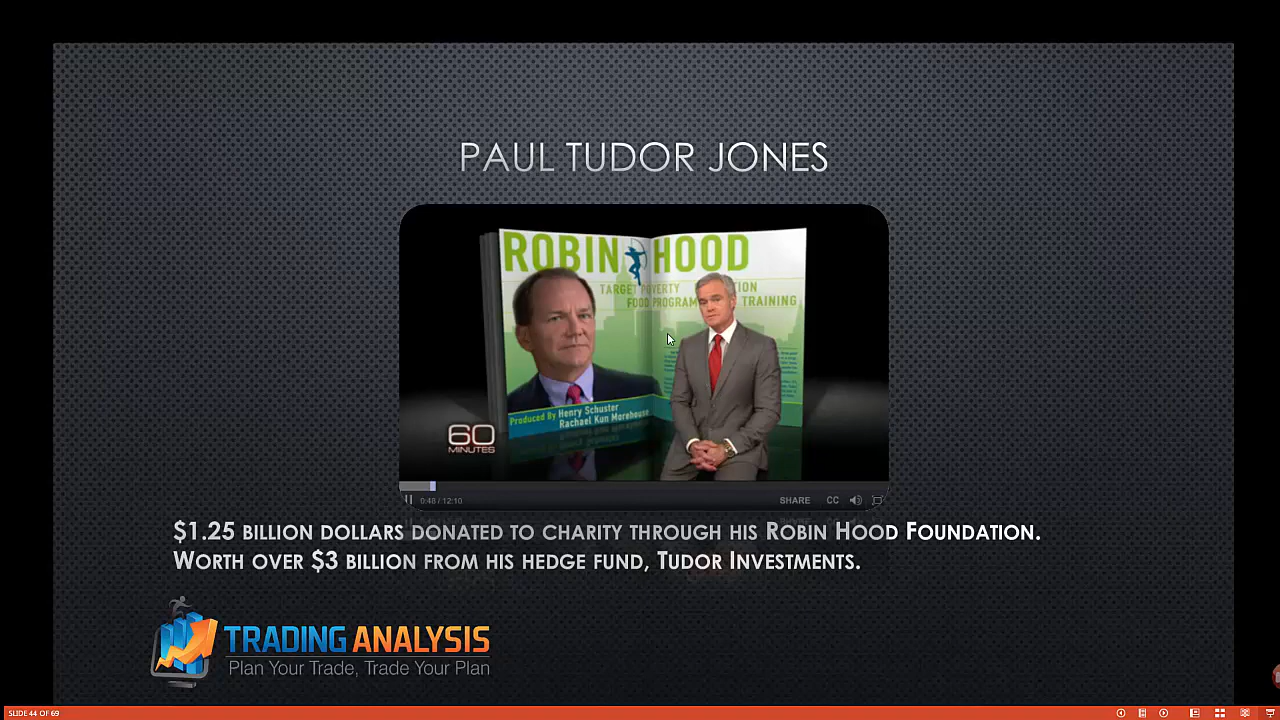 PAUL TUDOR JONES
ROBIN HOOD
TARGET POVERTY
FOOD PROGRAM TRAINING
Produced By Henry Schuster
Rachael Kun Morehouse
60
MINUTES
0:48 / 12:10
SHARE
CC
$1.25 BILLION DOLLARS DONATED TO CHARITY THROUGH HIS ROBIN HOOD FOUNDATION.
WORTH OVER $3 BILLION FROM HIS HEDGE FUND, TUDOR INVESTMENTS.
TRADING ANALYSIS
Plan Your Trade, Trade Your Plan
SLIDE 44 OF 69